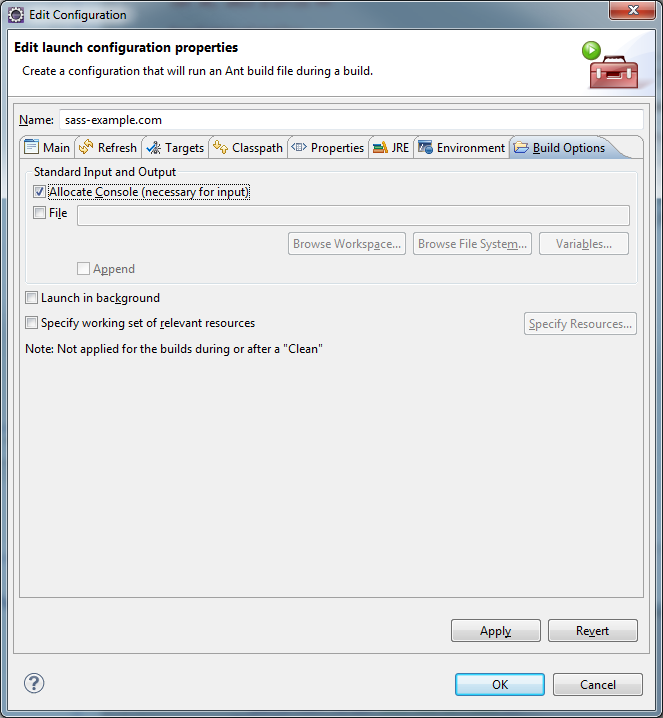 Edit Configuration
Edit launch configuration properties
Create a configuration that will run an Ant build file during a build.
Name: sass-example.com
Main Refresh Targets Classpath Properties JRE Environment Build Options
Standard Input and Output
Allocate Console (necessary for input)
File
Browse Workspace... Browse File System... Variables...
Append
Launch in background
Specify working set of relevant resources Specify Resources...
Note: Not applied for the builds during or after a "Clean"
Apply Revert
? OK Cancel